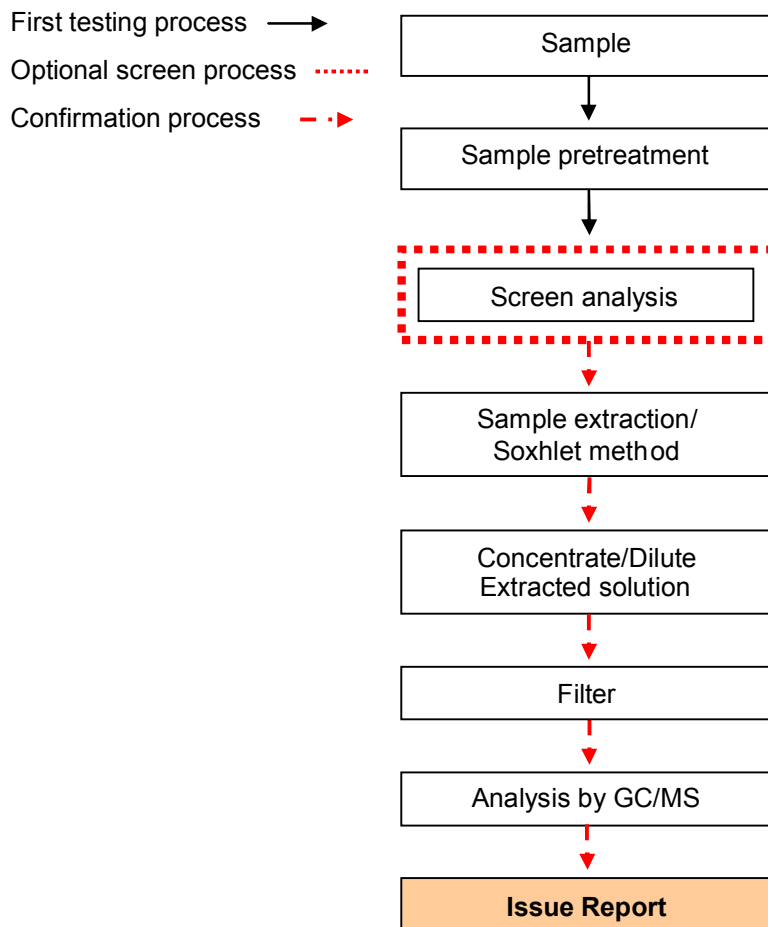 First testing process
Optional screen process
Confirmation process
Sample
Sample pretreatment
Screen analysis
Sample extraction/
Soxhlet method
Concentrate/Dilute
Extracted solution
Filter
Analysis by GC/MS
Issue Report